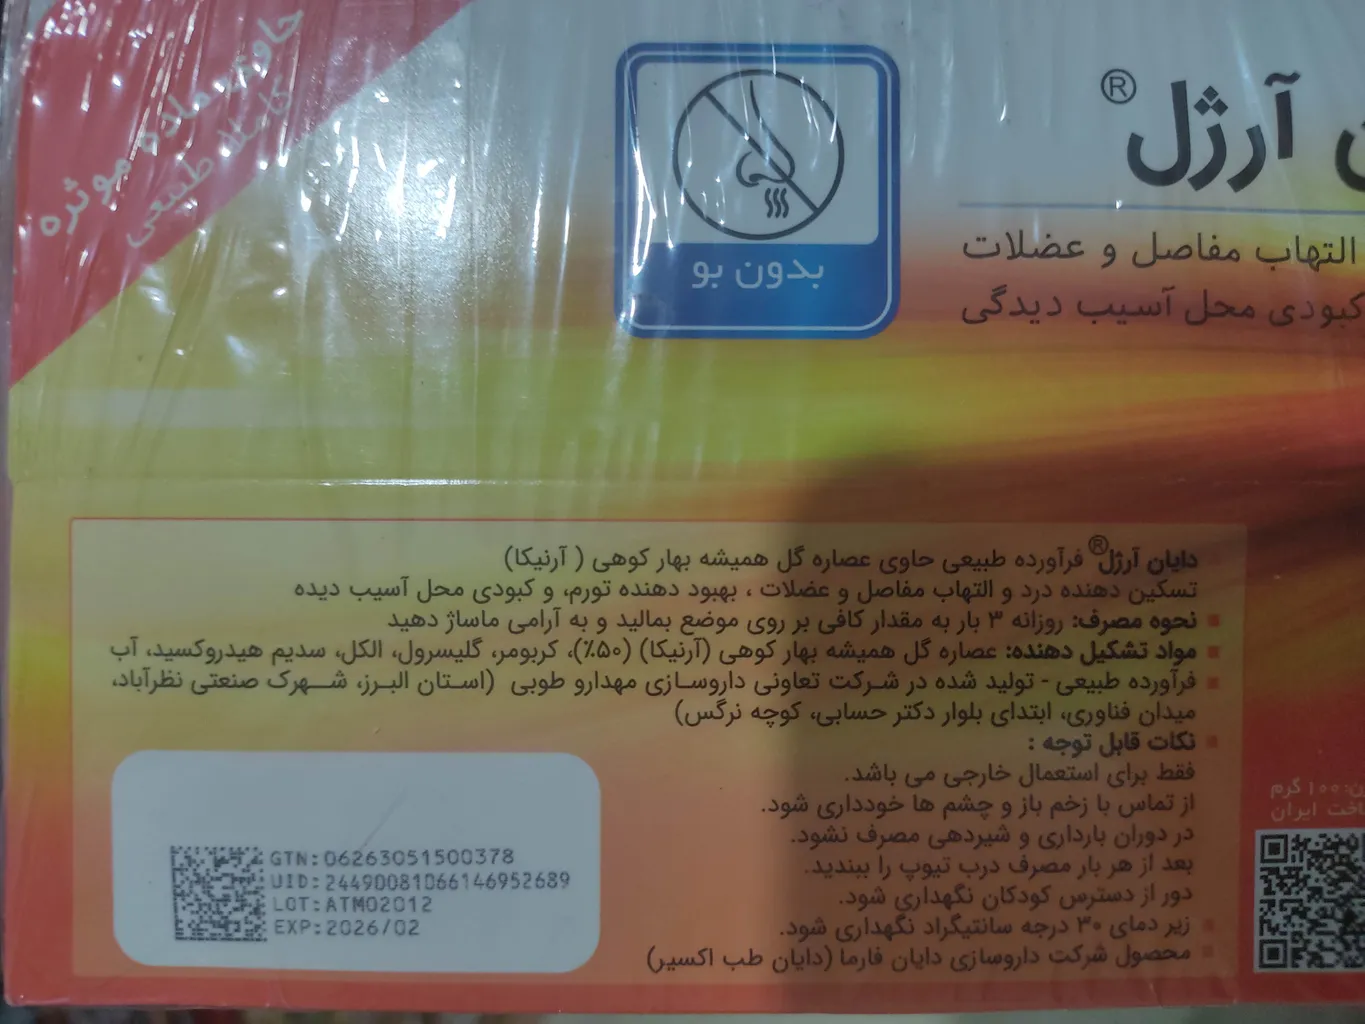 حاوی ماده موثره
کاملا طبیعی
بدون بو
آرژل®
التهاب مفاصل و عضلات
کبودی محل آسیب دیدگی
دایان آرژل® فرآورده طبیعی حاوی عصاره گل همیشه بهار کوهی ( آرنیکا)
تسکین دهنده درد و التهاب مفاصل و عضلات ، بهبود دهنده تورم، و کبودی محل آسیب دیده
نحوه مصرف: روزانه ۳ بار به مقدار کافی بر روی موضع بمالید و به آرامی ماساژ دهید
مواد تشکیل دهنده: عصاره گل همیشه بهار کوهی (آرنیکا) (۵۰٪)، کربومر، گلیسرول، الکل، سدیم هیدروکسید، آب
فرآورده طبیعی - تولید شده در شرکت تعاونی داروسازی مهدارو طوبی (استان البرز، شهرک صنعتی نظرآباد،
میدان فناوری، ابتدای بلوار دکتر حسابی، کوچه نرگس)
نکات قابل توجه :
فقط برای استعمال خارجی می باشد.
از تماس با زخم باز و چشم ها خودداری شود.
در دوران بارداری و شیردهی مصرف نشود.
بعد از هر بار مصرف درب تیوپ را ببندید.
دور از دسترس کودکان نگهداری شود.
زیر دمای ۳۰ درجه سانتیگراد نگهداری شود.
محصول شرکت داروسازی دایان فارما (دایان طب اکسیر)
GTN:06263051500378
UID:24490081066146952689
LOT:ATM02012
EXP:2026/02
۱۰۰ گرم
ایران